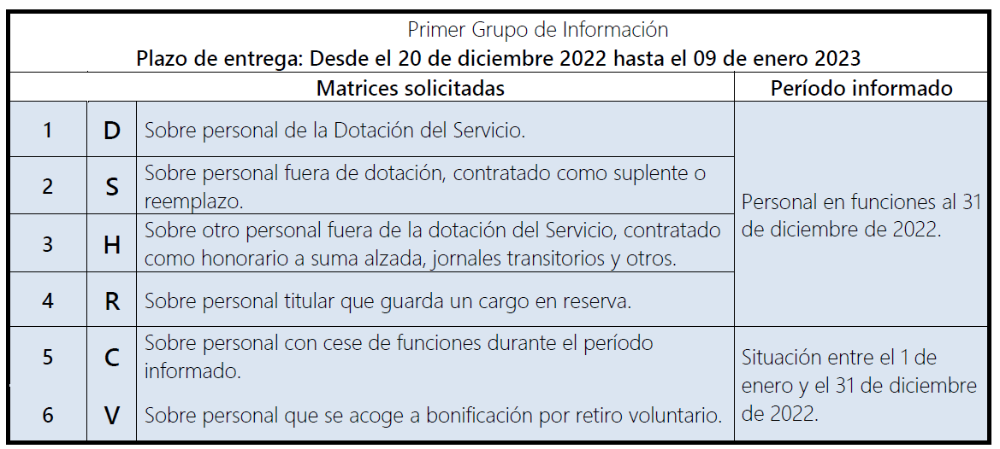 Primer Grupo de Información
Plazo de entrega: Desde el 20 de diciembre 2022 hasta el 09 de enero 2023
Matrices solicitadas
Período informado
1
D
Sobre personal de la Dotación del Servicio.
2
S
Sobre personal fuera de dotación, contratado como suplente o
reemplazo.
3
H
Sobre otro personal fuera de la dotación del Servicio, contratado
como honorario a suma alzada, jornales transitorios y otros.
4
R
Sobre personal titular que guarda un cargo en reserva.
Personal en funciones al 31
de diciembre de 2022.
5
C
Sobre personal con cese de funciones durante el período
informado.
6
V
Sobre personal que se acoge a bonificación por retiro voluntario.
Situación entre el 1 de
enero y el 31 de diciembre
de 2022.